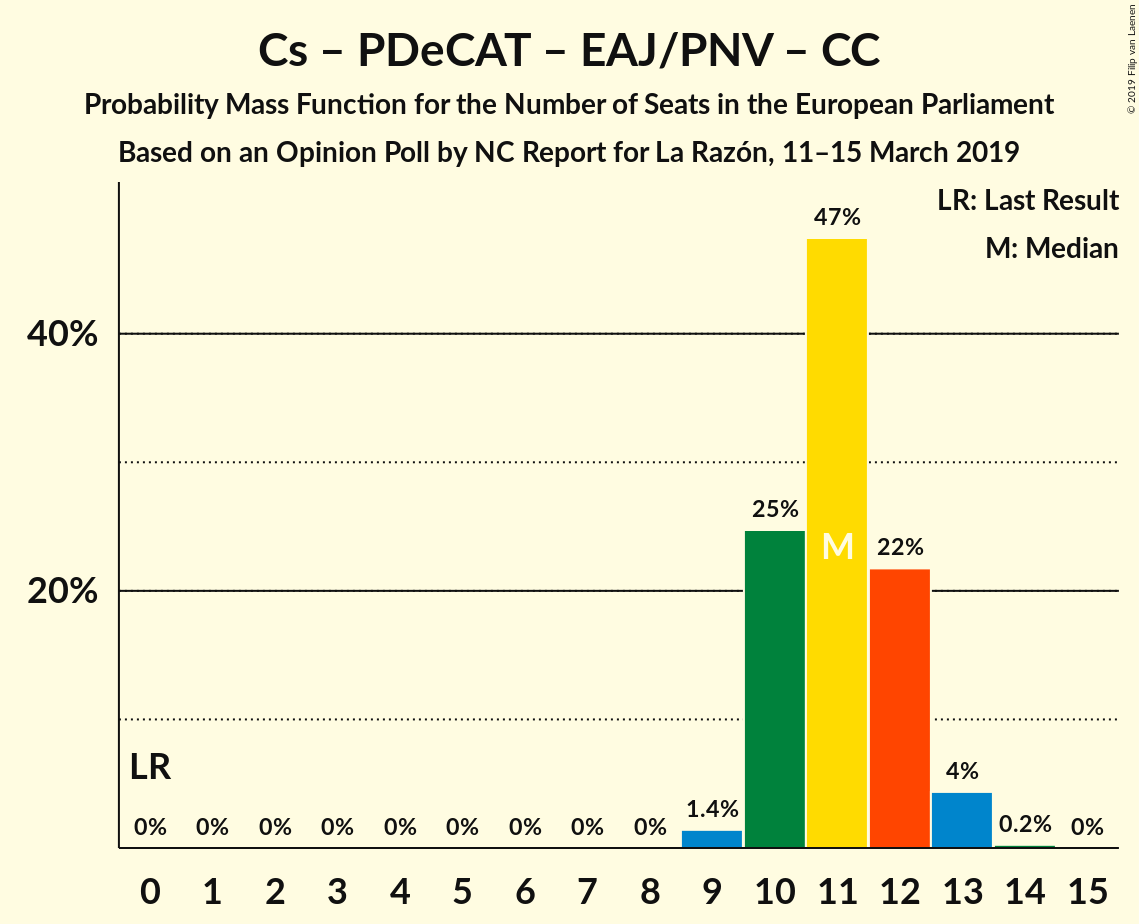 Cs – PDeCAT – EAJ/PNV – CC
Probability Mass Function for the Number of Seats in the European Parliament
Based on an Opinion Poll by NC Report for La Razón, 11–15 March 2019
© 2019 Filip van Laenen
LR: Last Result
M: Median
47%
40%
25%
M
22%
20%
LR
4%
1.4%
0% 0% 0% 0% 0% 0% 0% 0% 0% 0.2% 0%
0 1 2 3 4 5 6 7 8 9 10 11 12 13 14 15